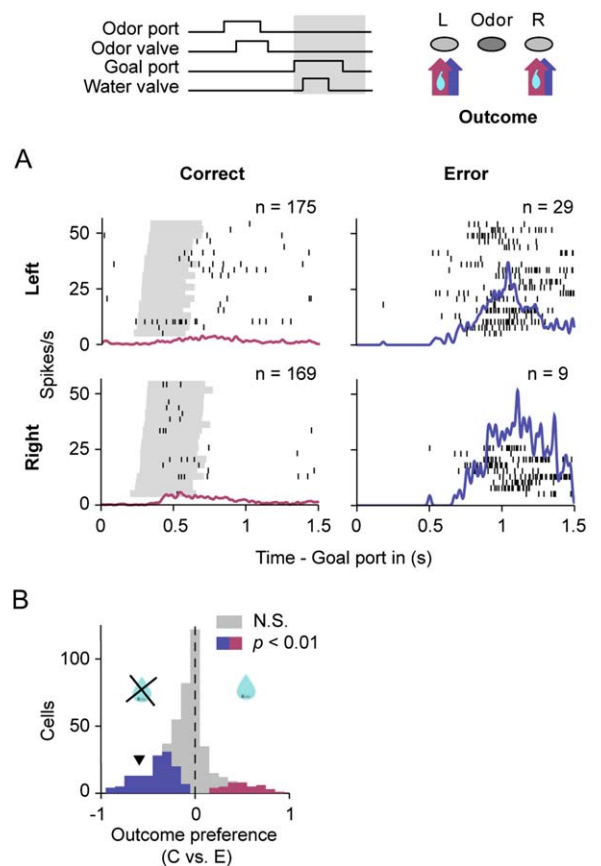 Odor port
Odor valve
Goal port
Water valve
L Odor R
Outcome
A
Correct Error
n = 175 n = 29
50
25
0
Left
Spikes/s
n = 169 n = 9
50
25
0
Right
0 0.5 1.0 1.5 0 0.5 1.0 1.5
Time - Goal port in (s)
B
N.S.
p < 0.01
100
50
0
Cells
-1 0 1
Outcome preference
(C vs. E)